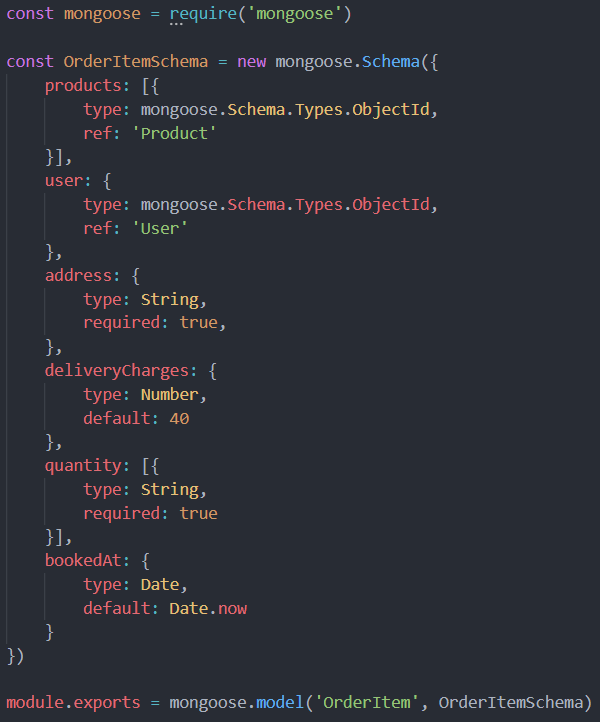 const mongoose = require('mongoose')
const OrderItemSchema = new mongoose.Schema({
products: [{
type: mongoose.Schema.Types.ObjectId,
ref: 'Product'
}],
user: {
type: mongoose.Schema.Types.ObjectId,
ref: 'User'
},
address: {
type: String,
required: true,
},
deliveryCharges: {
type: Number,
default: 40
},
quantity: [{
type: String,
required: true
}],
bookedAt: {
type: Date,
default: Date.now
}
})
module.exports = mongoose.model('OrderItem', OrderItemSchema)